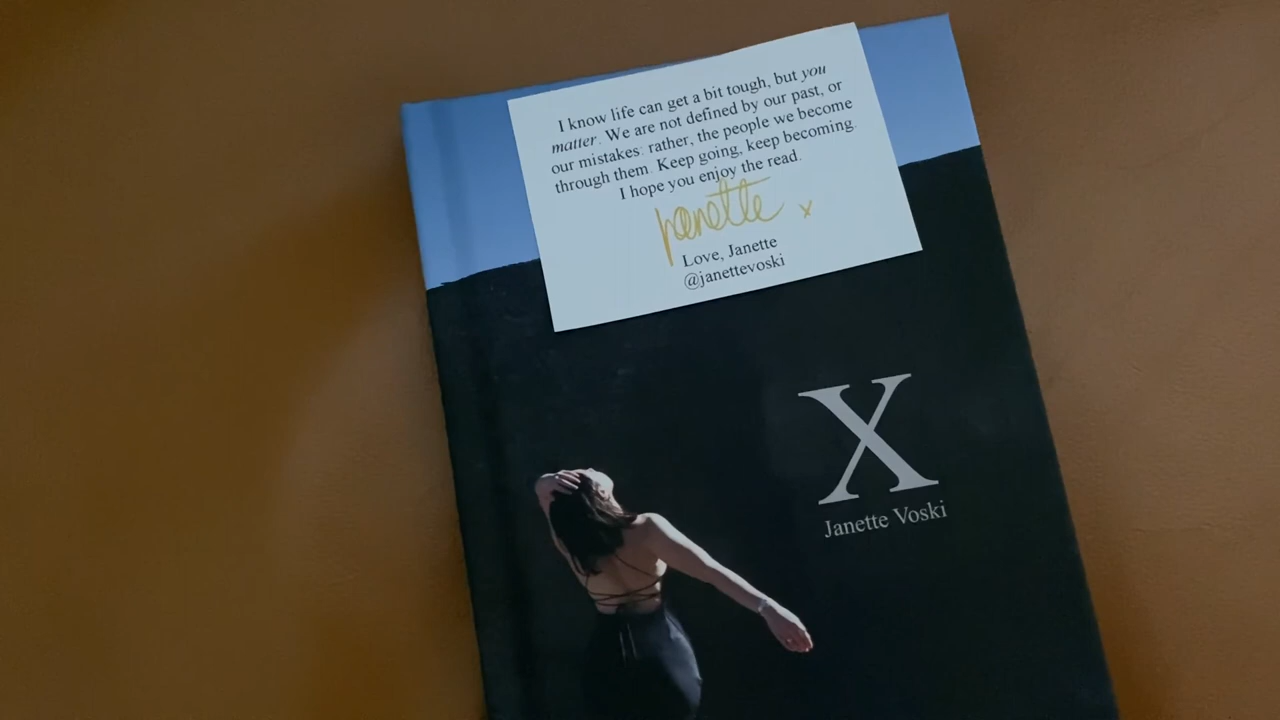 I know life can get a bit tough, but you
matter. We are not defined by our past, or
our mistakes: rather, the people we become
through them. Keep going, keep becoming.
I hope you enjoy the read.
Janette x
Love, Janette
@janettevoski
X
Janette Voski